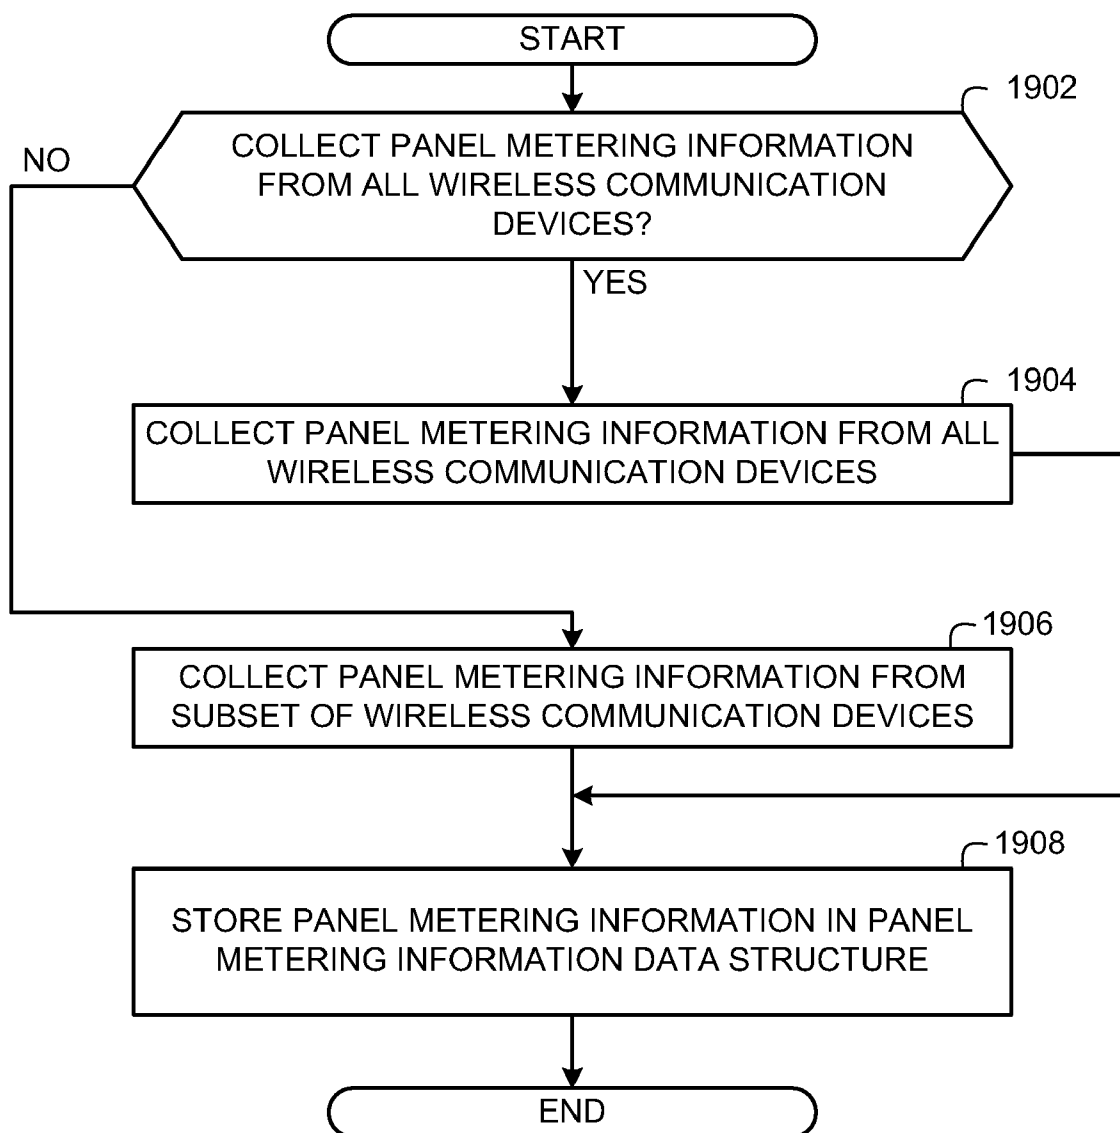 START
1902
COLLECT PANEL METERING INFORMATION
FROM ALL WIRELESS COMMUNICATION
DEVICES?
NO
YES
1904
COLLECT PANEL METERING INFORMATION FROM ALL
WIRELESS COMMUNICATION DEVICES
1906
COLLECT PANEL METERING INFORMATION FROM
SUBSET OF WIRELESS COMMUNICATION DEVICES
1908
STORE PANEL METERING INFORMATION IN PANEL
METERING INFORMATION DATA STRUCTURE
END